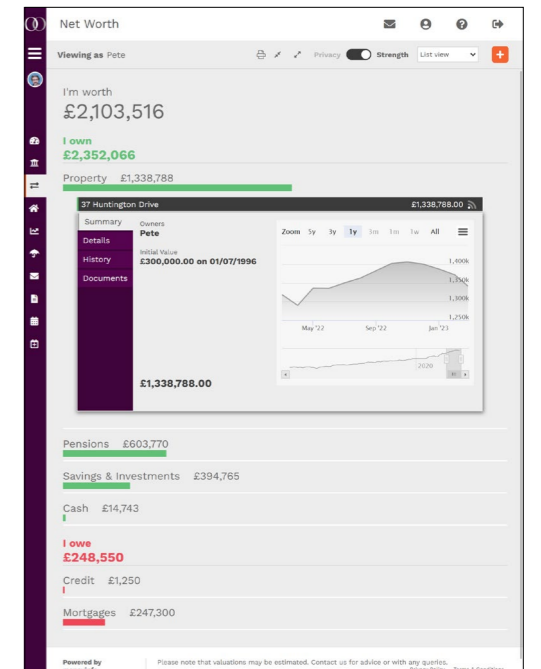 Net Worth
Viewing as Pete
Privacy Strength List view
I'm worth
£2,103,516
I own
£2,352,066
Property £1,338,788
37 Huntington Drive £1,338,788.00
Summary
Details
History
Documents
Owners
Pete
Initial Value
£300,000.00 on 01/07/1996
£1,338,788.00
Zoom 5y 3y 1y 3m 1m 1w All
1,400k
1,350k
1,300k
1,250k
May '22 Sep '22 Jan '23
2020
Pensions £603,770
Savings & Investments £394,765
Cash £14,743
I owe
£248,550
Credit £1,250
Mortgages £247,300
Powered by
Please note that valuations may be estimated. Contact us for advice or with any queries.